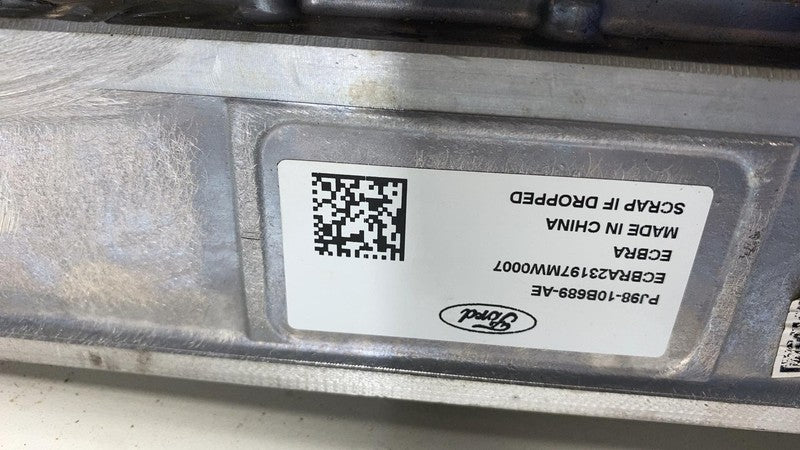 Ford
PJ98-10B689-AE
ECBRA23197MW0007
ECBRA
MADE IN CHINA
SCRAP IF DROPPED